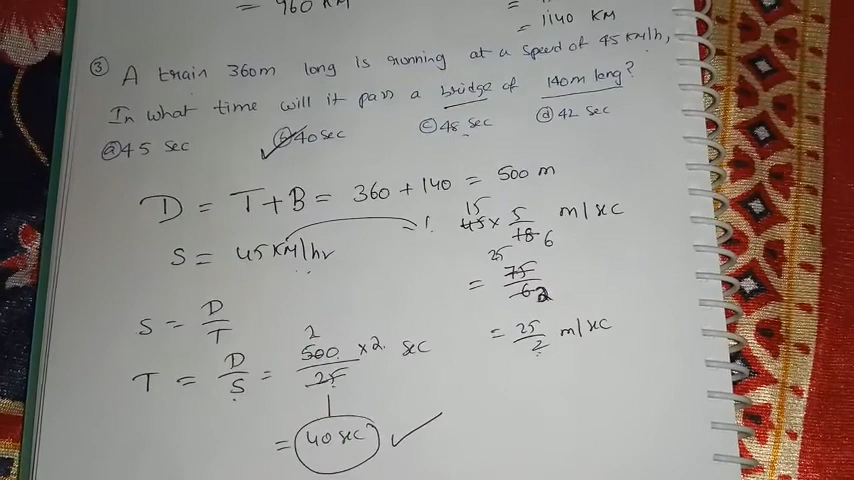 = 960 KM
=
= 1140 KM
③ A train 360m long is running at a speed of 45 KM/h,
In what time will it pass a bridge of 140m long?
ⓐ 45 sec ⓑ 40 sec ⓒ 48 sec ⓓ 42 sec
D = T+B = 360 + 140 = 500 m
S = 45 KM/hr = 45 × 5/18 m/sec
15
6
= 75/6
25
2
= 25/2 m/sec
S = D/T
T = D/S = 500/25 × 2 sec
2
= 40 sec